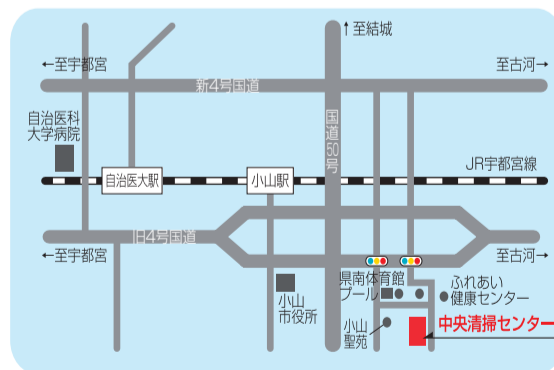 ↑至結城
←至宇都宮
至古河→
新4号国道
自治医科
大学病院
国道50号
JR宇都宮線
自治医大駅
小山駅
旧4号国道
←至宇都宮
至古河→
県南体育館
プール
ふれあい
健康センター
小山
市役所
小山
聖苑
中央清掃センター